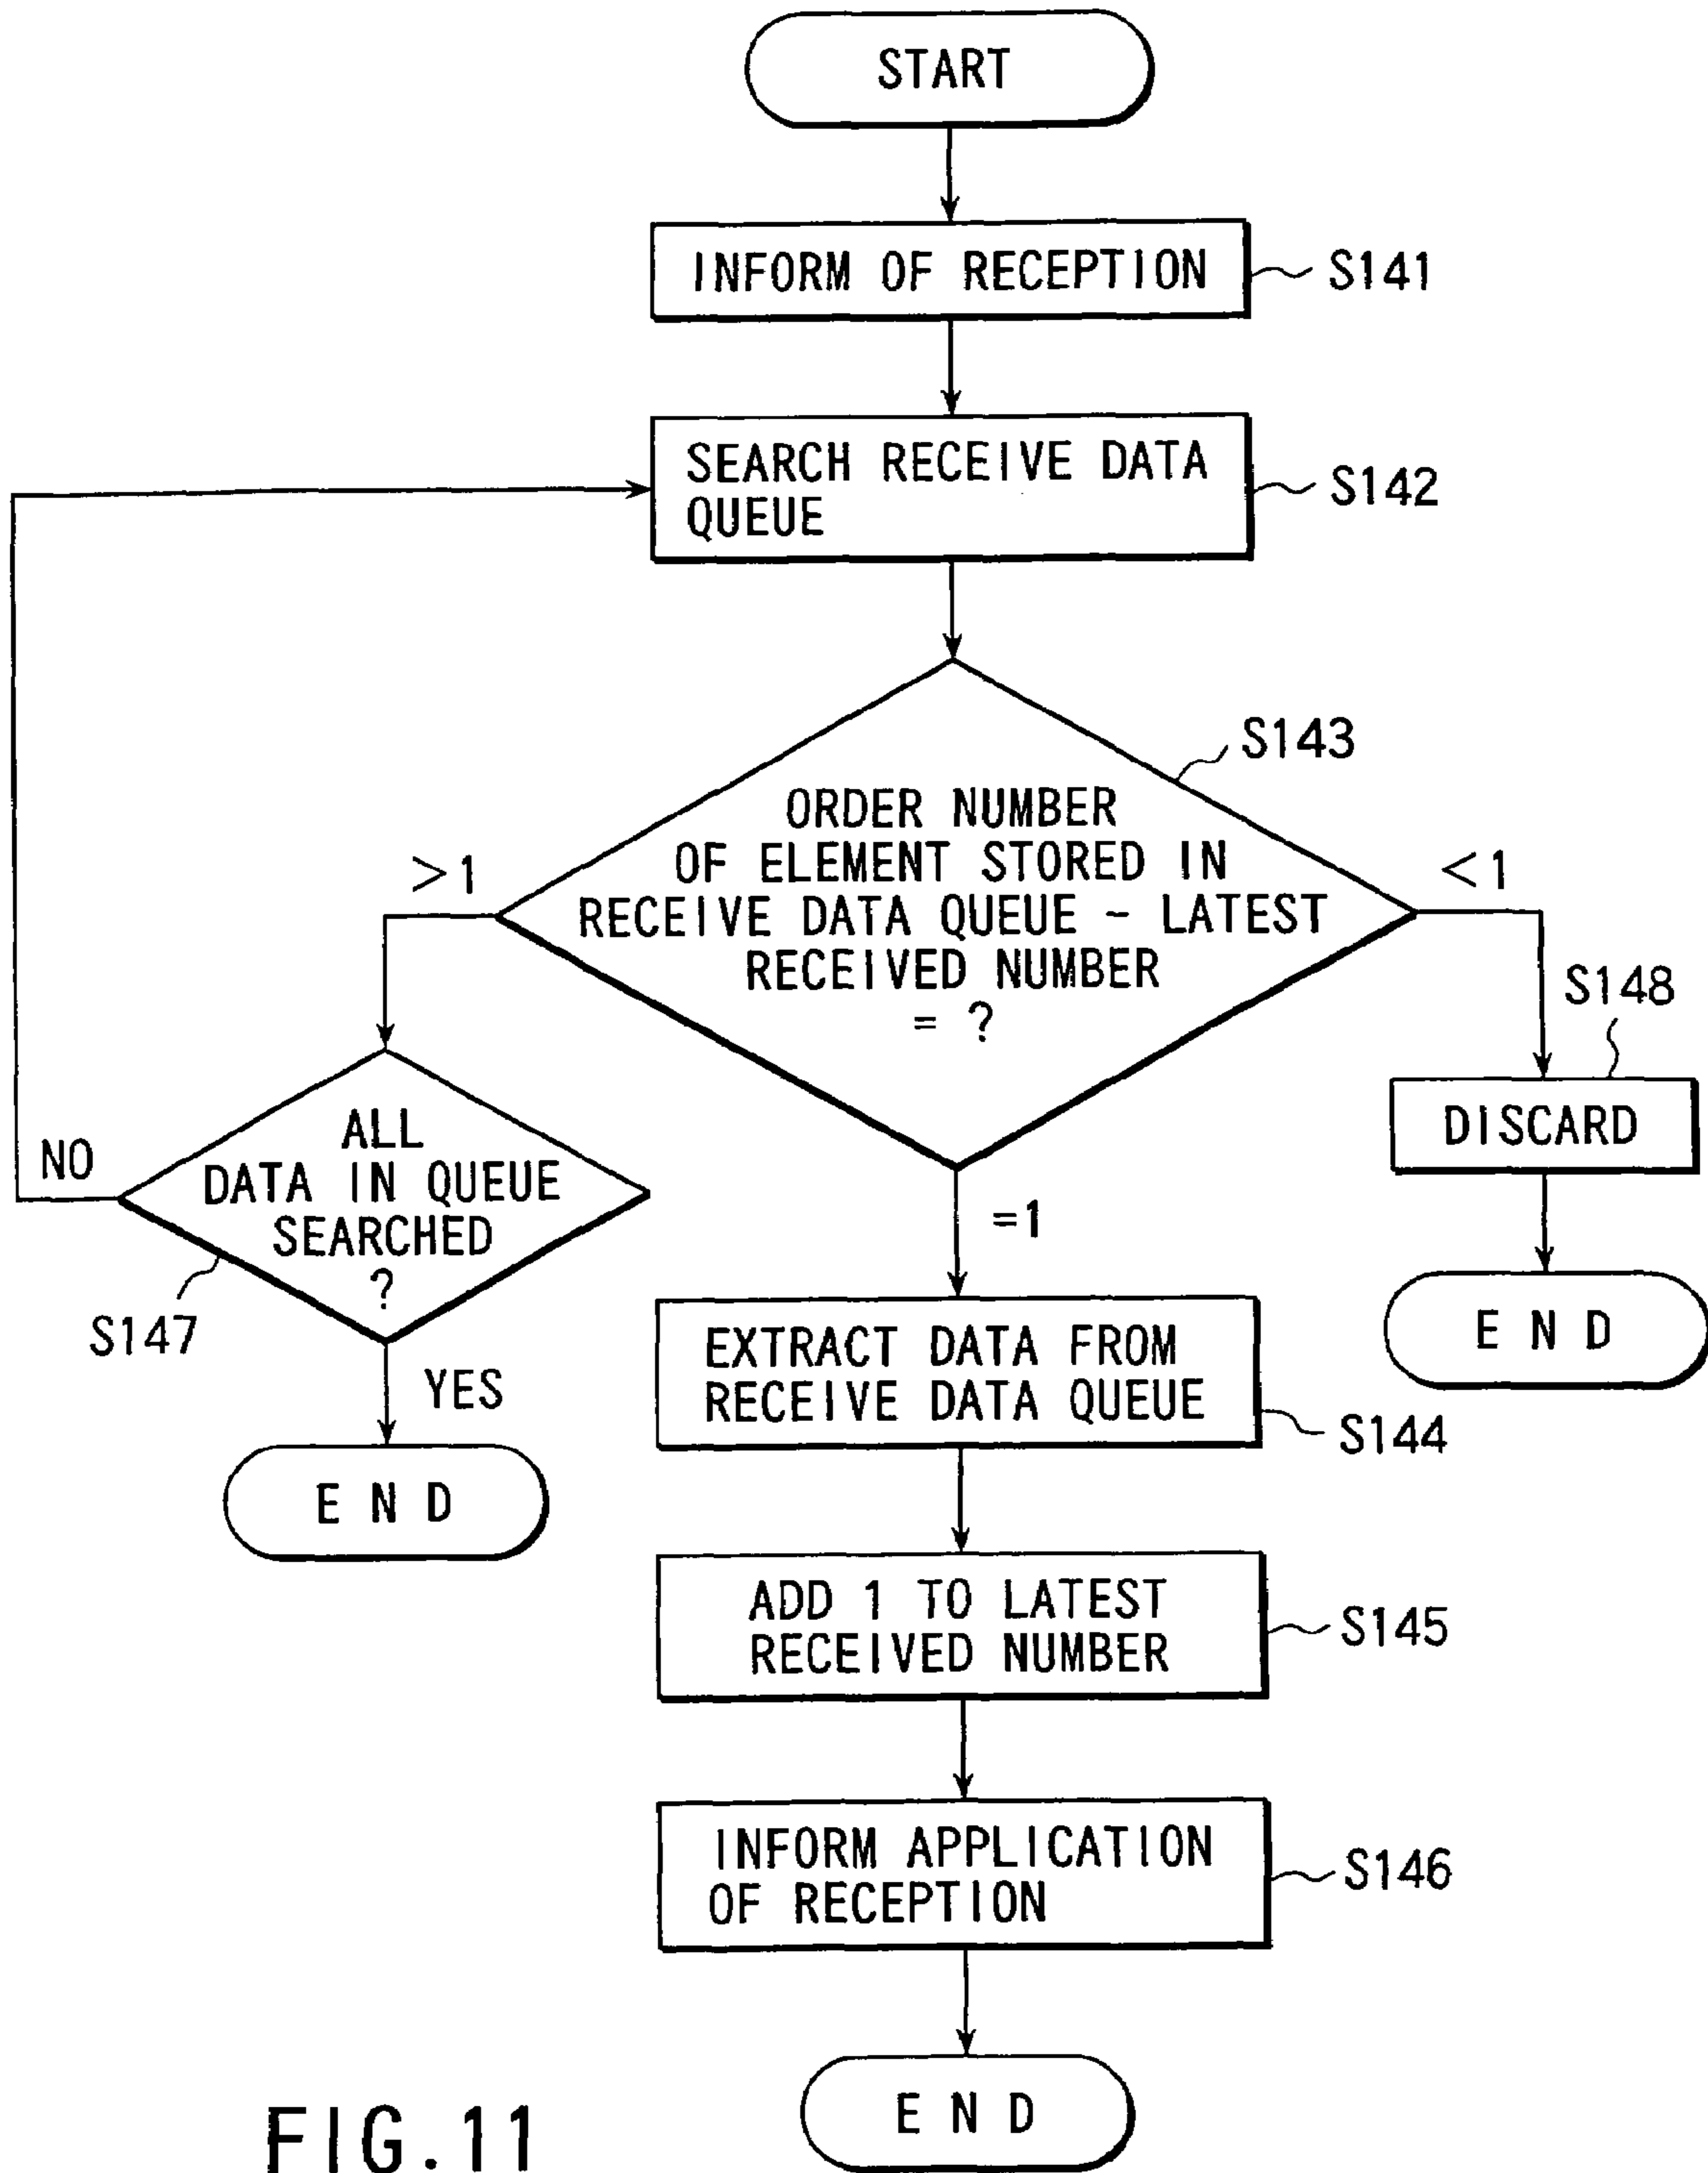 START
INFORM OF RECEPTION
S141
SEARCH RECEIVE DATA
QUEUE
S142
S143
ORDER NUMBER
OF ELEMENT STORED IN
RECEIVE DATA QUEUE - LATEST
RECEIVED NUMBER
= ?
>1
<1
S148
DISCARD
END
ALL
DATA IN QUEUE
SEARCHED
?
NO
S147
YES
END
=1
EXTRACT DATA FROM
RECEIVE DATA QUEUE
S144
ADD 1 TO LATEST
RECEIVED NUMBER
S145
INFORM APPLICATION
OF RECEPTION
S146
END
FIG.11